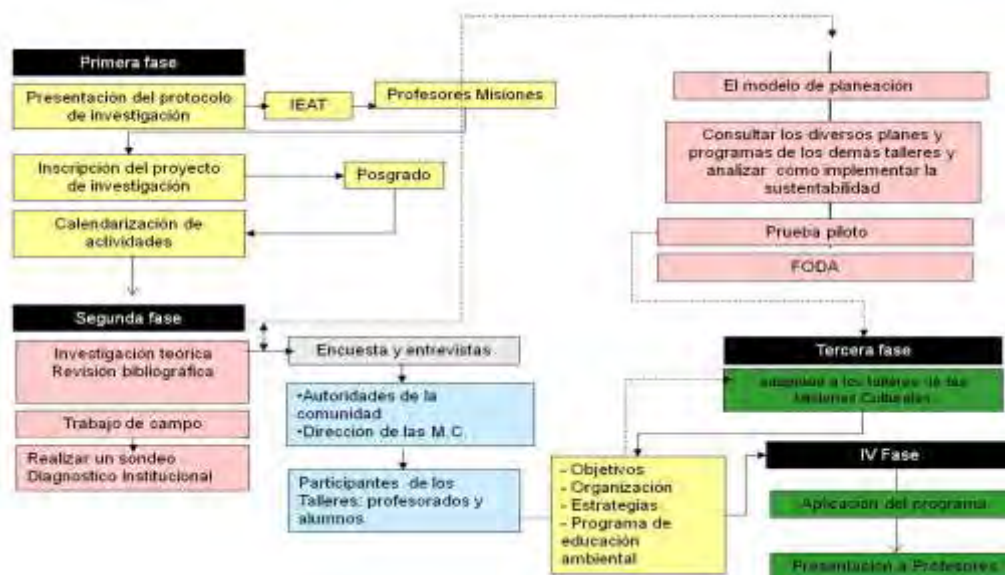 Primera fase
Presentación del protocolo
de investigación
IEAT
Profesores Misiones
Inscripción del proyecto
de investigación
Posgrado
Calendarización de
actividades
Segunda fase
Investigación teórica
Revisión bibliográfica
Trabajo de campo
Realizar un sondeo
Diagnostico Institucional
Encuesta y entrevistas
•Autoridades de la
comunidad
•Dirección de las M.C.
Participantes de los
Talleres: profesorados y
alumnos
El modelo de planeación
Consultar los diversos planes y
programas de los demás talleres y
analizar como implementar la
sustentabilidad
Prueba piloto
FODA
Tercera fase
a los talleres de las
Misiones Culturales
- Objetivos
- Organización
- Estrategias
- Programa de
educación
ambiental
IV Fase
Aplicación del programa
Presentación a Profesores